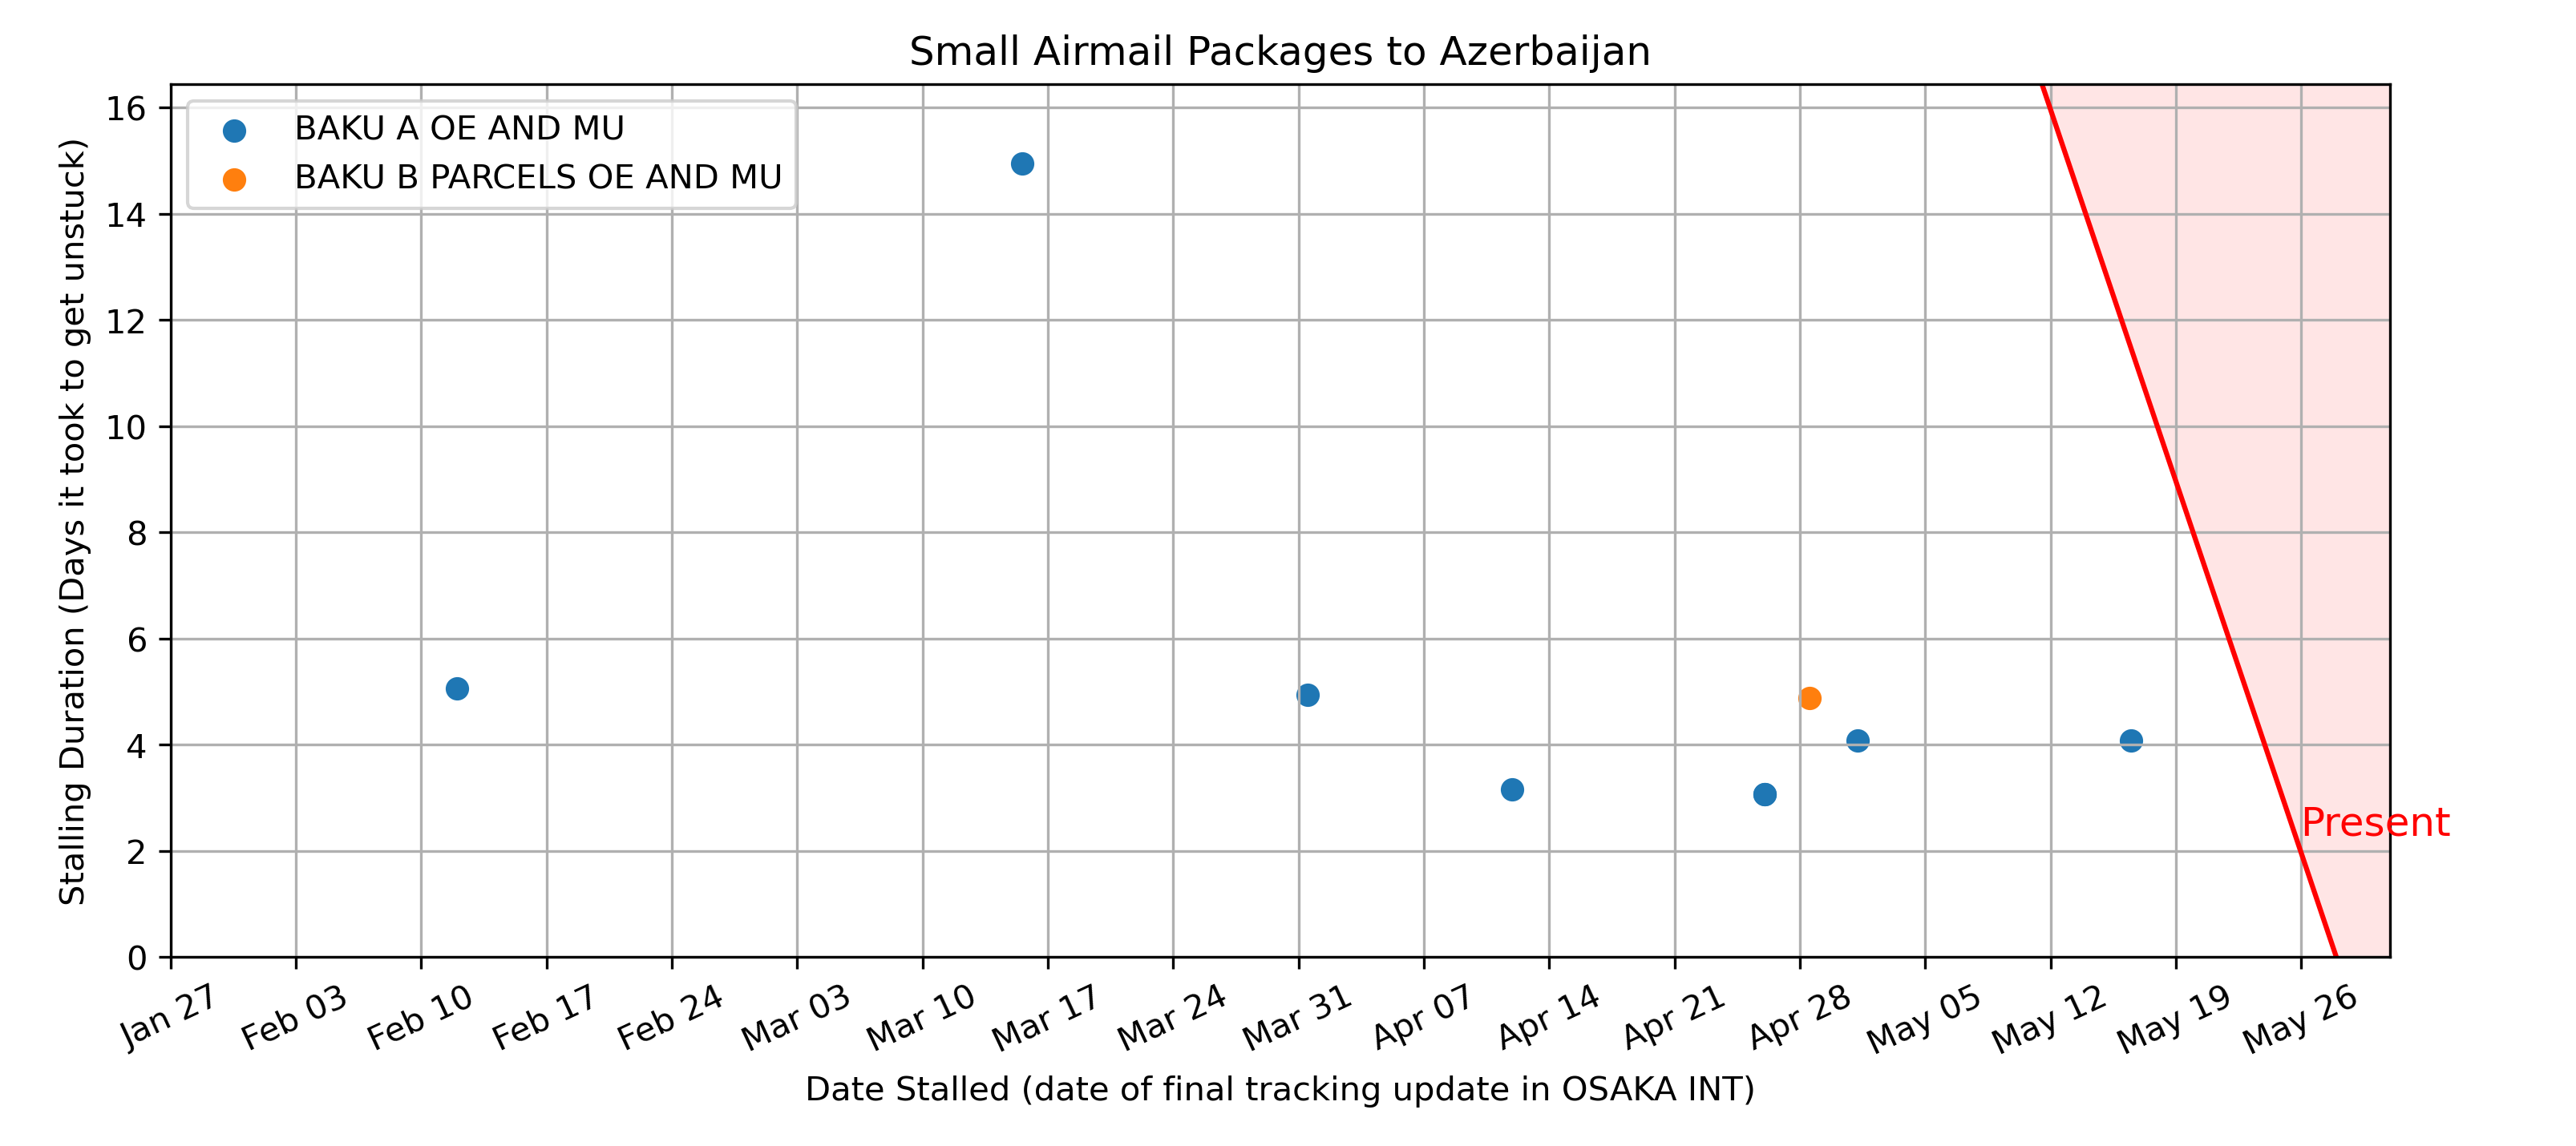 Small Airmail Packages to Azerbaijan
BAKU A OE AND MU
BAKU B PARCELS OE AND MU
Stalling Duration (Days it took to get unstuck)
16
14
12
10
8
6
4
2
0
Present
Jan 27
Feb 03
Feb 10
Feb 17
Feb 24
Mar 03
Mar 10
Mar 17
Mar 24
Mar 31
Apr 07
Apr 14
Apr 21
Apr 28
May 05
May 12
May 19
May 26
Date Stalled (date of final tracking update in OSAKA INT)